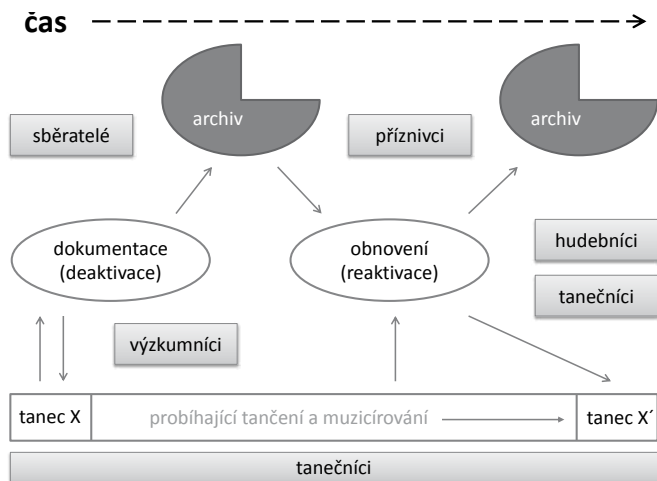 čas
archiv
archiv
sběratelé
příznivci
dokumentace
(deaktivace)
obnovení
(reaktivace)
hudebníci
tanečníci
výzkumníci
tanec X
probíhající tančení a muzicírování
tanec X´
tanečníci